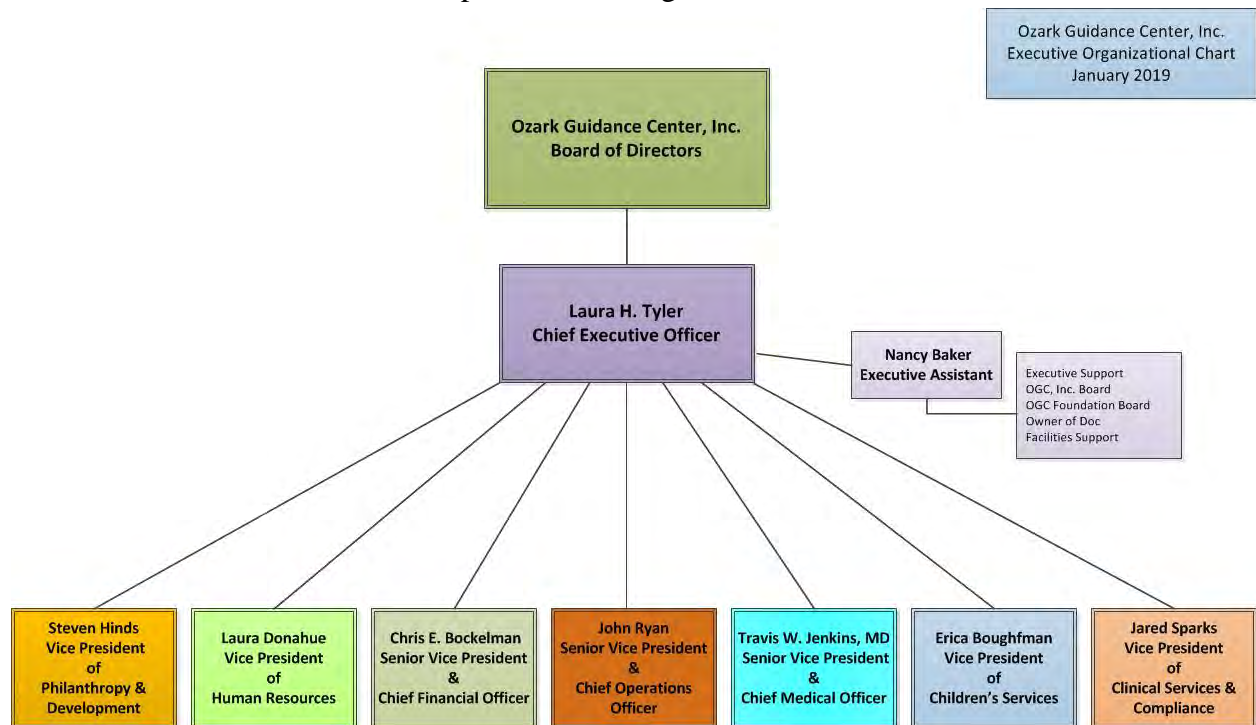 Ozark Guidance Center, Inc.
Executive Organizational Chart
January 2019
Ozark Guidance Center, Inc.
Board of Directors
Laura H. Tyler
Chief Executive Officer
Nancy Baker
Executive Assistant
Executive Support
OGC, Inc. Board
OGC Foundation Board
Owner of Doc
Facilities Support
Steven Hinds
Vice President
of
Philanthropy &
Development
Laura Donahue
Vice President
of
Human Resources
Chris E. Bockelman
Senior Vice President
&
Chief Financial Officer
John Ryan
Senior Vice President
&
Chief Operations
Officer
Travis W. Jenkins, MD
Senior Vice President
&
Chief Medical Officer
Erica Boughfman
Vice President
of
Children's Services
Jared Sparks
Vice President
of
Clinical Services &
Compliance